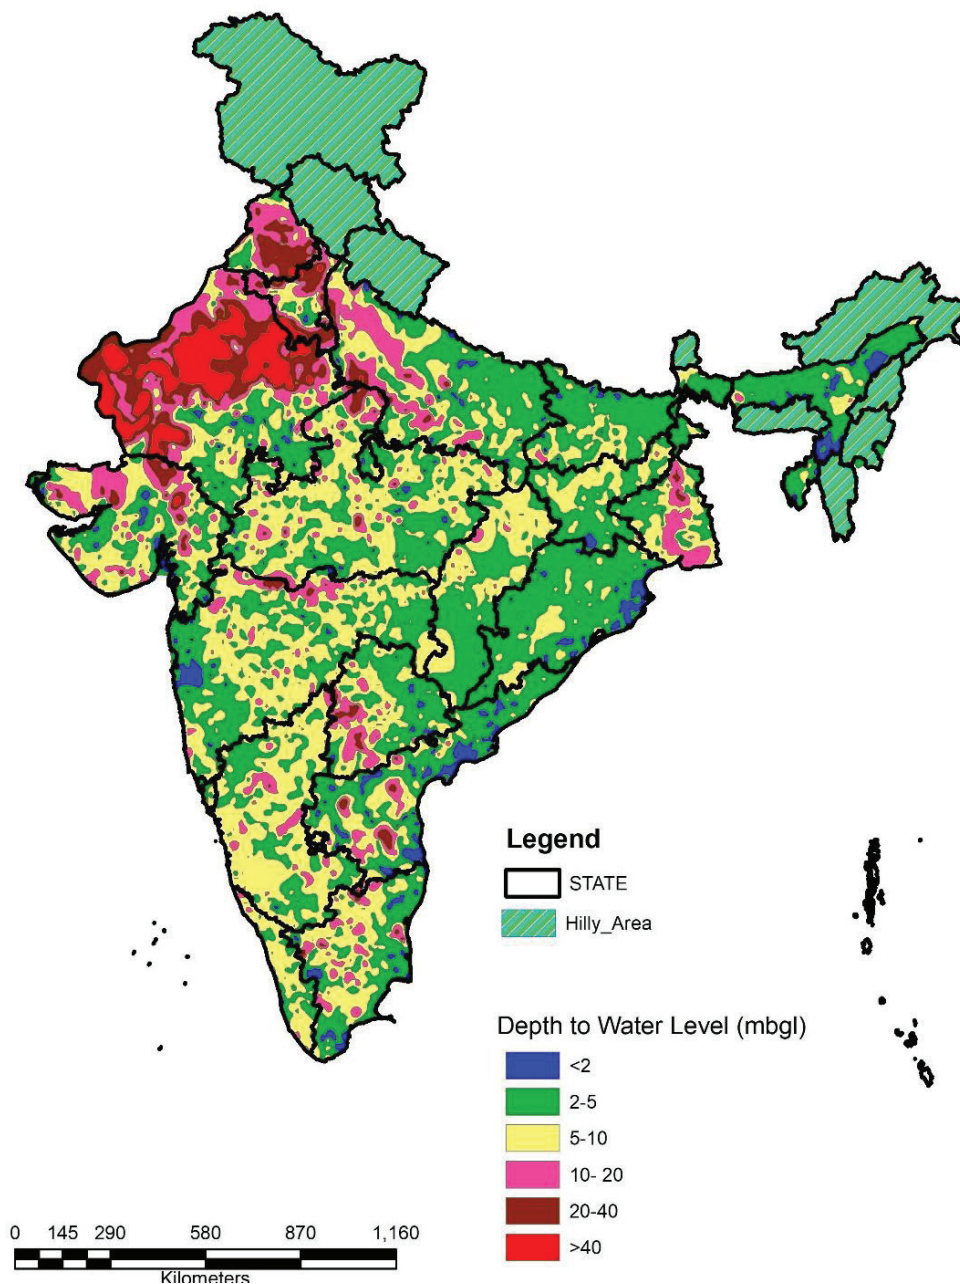 Legend
STATE
Hilly_Area
Depth to Water Level (mbgl)
<2
2-5
5-10
10- 20
20-40
>40
0 145 290 580 870 1,160
Kilometers